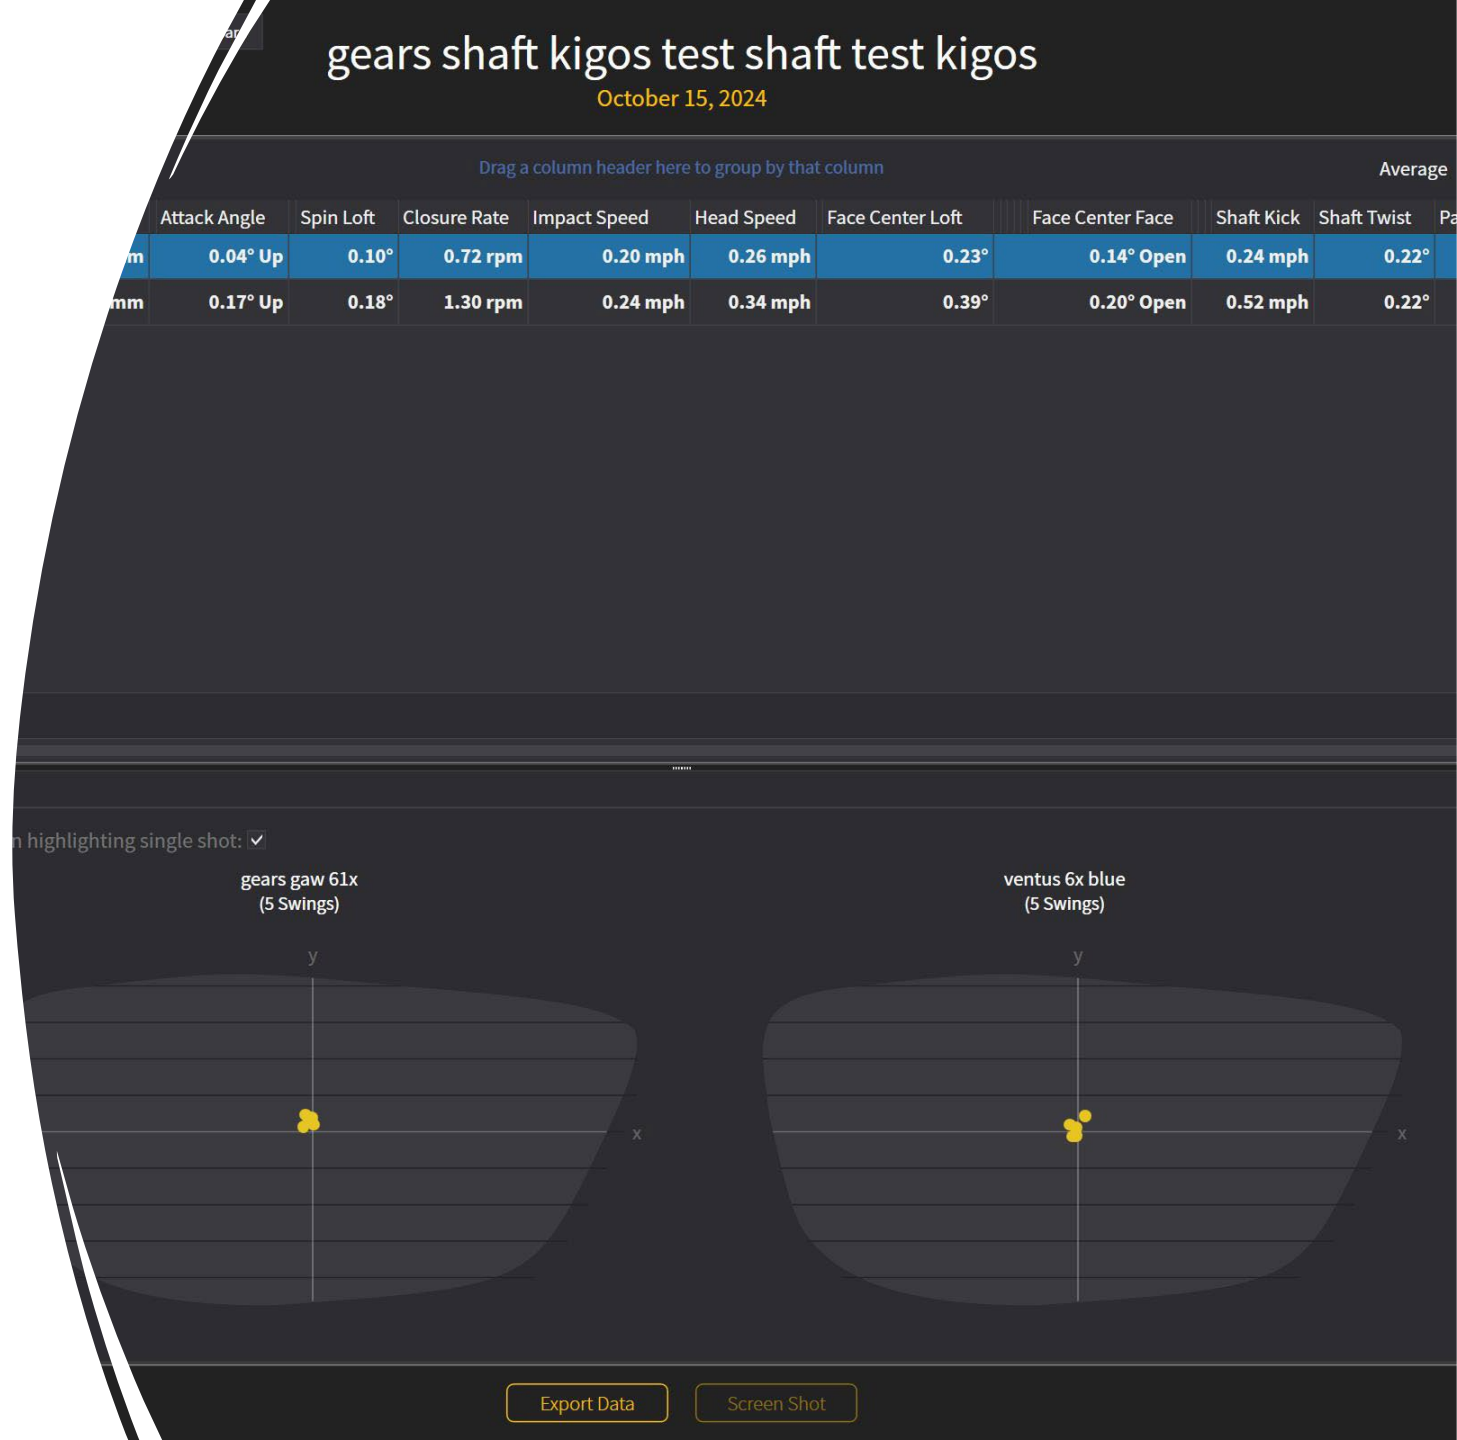 gears shaft kigos test shaft test kigos
October 15, 2024
Drag a column header here to group by that column
Average
Attack Angle Spin Loft Closure Rate Impact Speed Head Speed Face Center Loft Face Center Face Shaft Kick Shaft Twist
0.04° Up 0.10° 0.72 rpm 0.20 mph 0.26 mph 0.23° 0.14° Open 0.24 mph 0.22°
mm 0.17° Up 0.18° 1.30 rpm 0.24 mph 0.34 mph 0.39° 0.20° Open 0.52 mph 0.22°
n highlighting single shot:
gears gaw 61x
(5 Swings)
y
x
ventus 6x blue
(5 Swings)
y
x
Export Data
Screen Shot